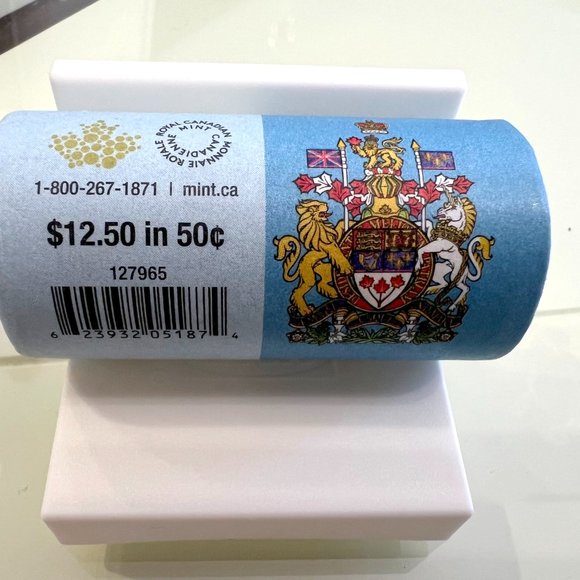 ROYAL CANADIAN MINT
MONNAIE ROYALE CANADIENNE
1-800-267-1871 | mint.ca
$12.50 in 50¢
127965
6 23932 05187 4